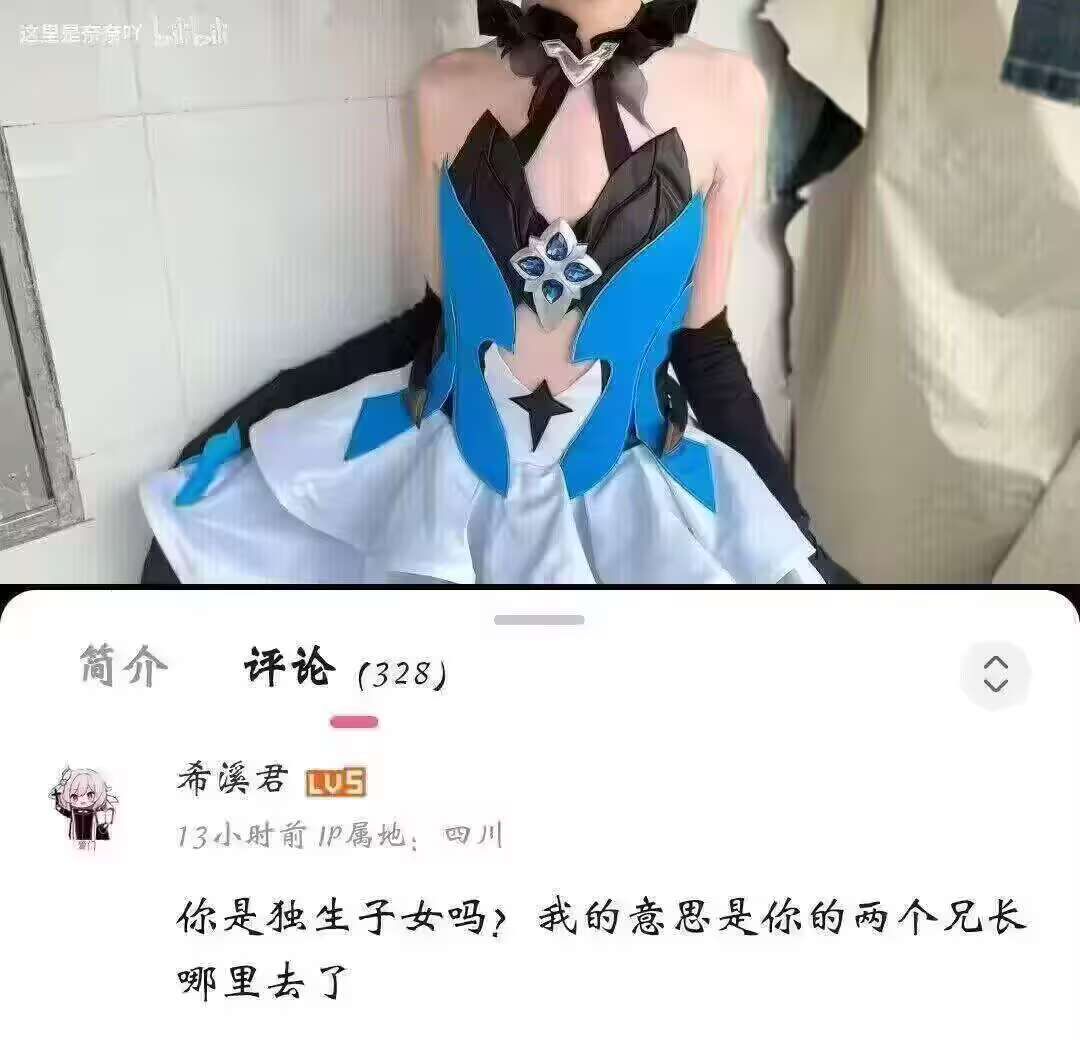 这里是奈奈吖 bilibili
简介 评论 (328)
希溪君 LV5
13小时前 IP属地：四川
你是独生子女吗？我的意思是你的两个兄长
哪里去了